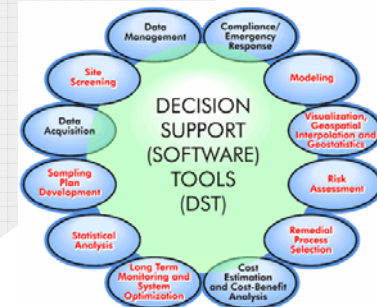 Data
Management
Compliance/
Emergency
Response
Site
Screening
Modeling
Data
Acquisition
DECISION
SUPPORT
(SOFTWARE)
TOOLS
(DST)
Visualization,
Geospatial
Interpolation and
Geostatistics
Sampling
Plan
Development
Risk
Assessment
Statistical
Analysis
Remedial
Process
Selection
Long Term
Monitoring and
System
Optimization
Cost
Estimation
and Cost-Benefit
Analysis